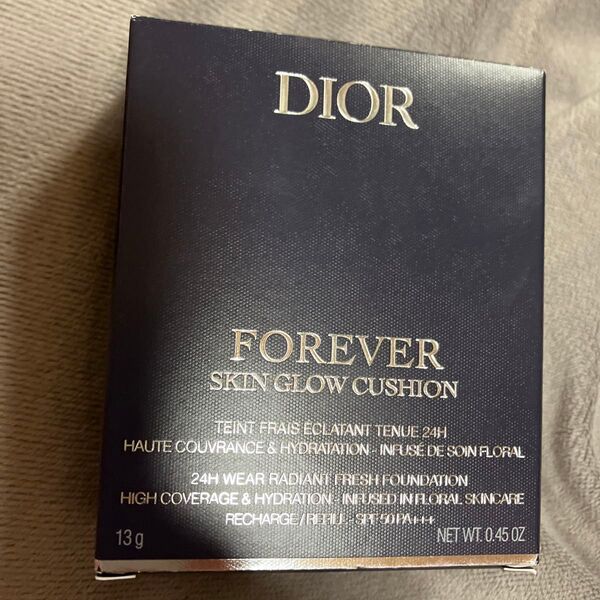 DIOR
FOREVER
SKIN GLOW CUSHION
TEINT FRAIS ÉCLATANT TENUE 24H
HAUTE COUVRANCE & HYDRATATION - INFUSÉ DE SOIN FLORAL
24H WEAR RADIANT FRESH FOUNDATION
HIGH COVERAGE & HYDRATION - INFUSED IN FLORAL SKINCARE
RECHARGE/REFILL - SPF 50 PA+++
13 g NET WT. 0.45 OZ